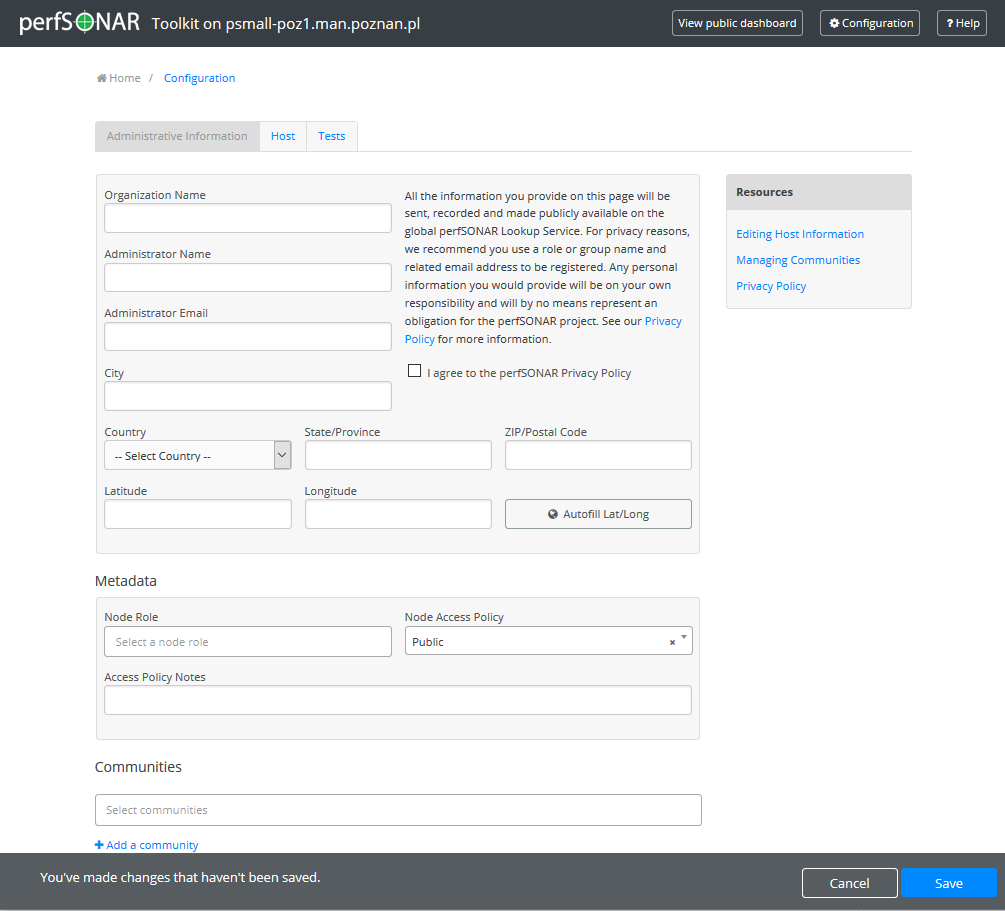 perfSONAR Toolkit on psmall-poz1.man.poznan.pl View public dashboard Configuration ? Help
Home / Configuration
Administrative Information Host Tests
Organization Name
Administrator Name
Administrator Email
City
All the information you provide on this page will be
sent, recorded and made publicly available on the
global perfSONAR Lookup Service. For privacy reasons,
we recommend you use a role or group name and
related email address to be registered. Any personal
information you would provide will be on your own
responsibility and will by no means represent an
obligation for the perfSONAR project. See our Privacy
Policy for more information.
I agree to the perfSONAR Privacy Policy
Country State/Province ZIP/Postal Code
-- Select Country --
Latitude Longitude
Autofill Lat/Long
Resources
Editing Host Information
Managing Communities
Privacy Policy
Metadata
Node Role Node Access Policy
Select a node role Public ×
Access Policy Notes
Communities
Select communities
+ Add a community
You've made changes that haven't been saved. Cancel Save